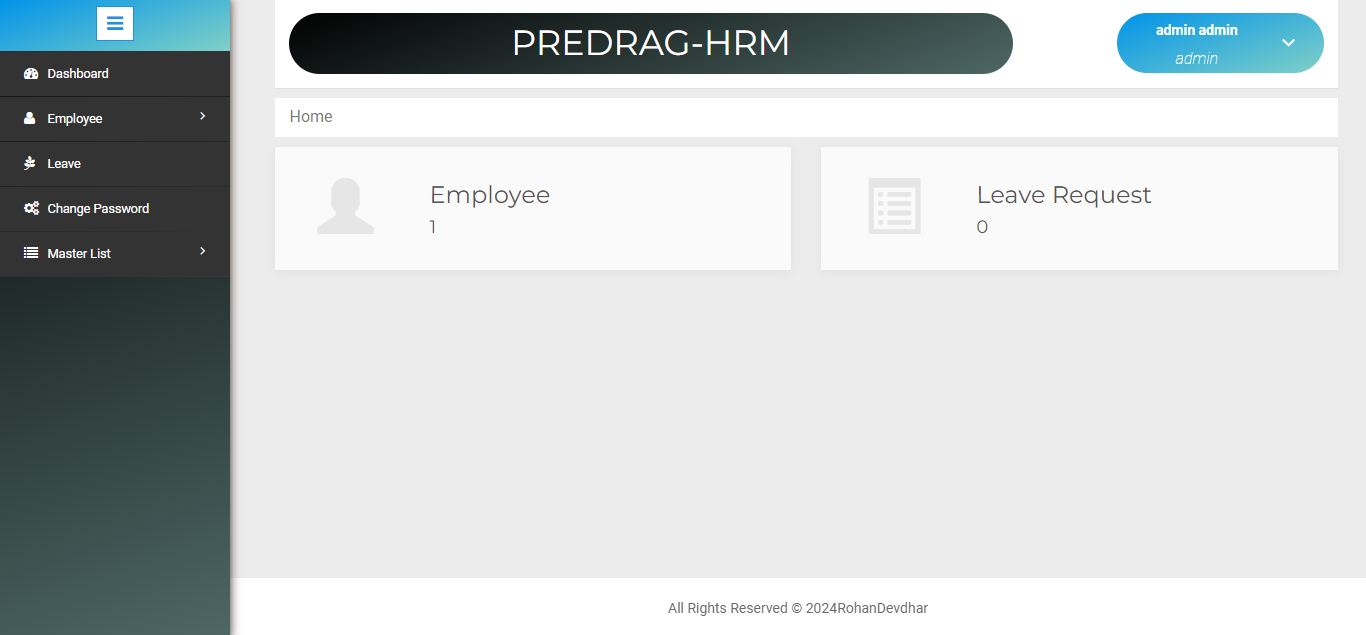 Dashboard
Employee
Leave
Change Password
Master List
PREDRAG-HRM
admin admin
admin
Home
Employee
1
Leave Request
0
All Rights Reserved © 2024RohanDevdhar